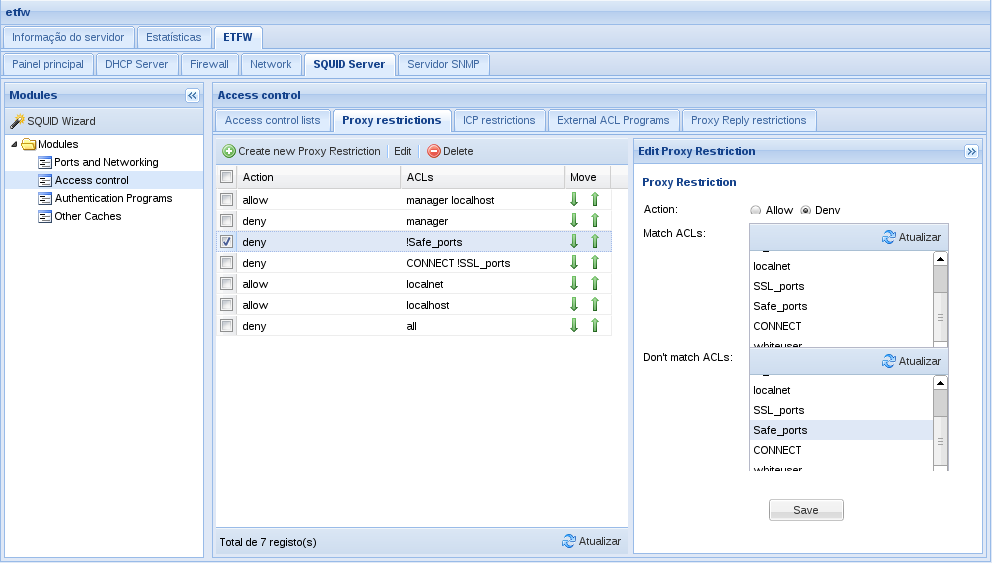 etfw
Informação do servidor Estatísticas ETFW
Painel principal DHCP Server Firewall Network SQUID Server Servidor SNMP
Modules
SQUID Wizard
Modules
Ports and Networking
Access control
Authentication Programs
Other Caches
Access control
Access control lists Proxy restrictions ICP restrictions External ACL Programs Proxy Reply restrictions
Create new Proxy Restriction Edit Delete
Action ACLs Move
allow manager localhost
deny manager
deny !Safe_ports
deny CONNECT !SSL_ports
allow localnet
allow localhost
deny all
Total de 7 registo(s) Atualizar
Edit Proxy Restriction
Proxy Restriction
Action: Allow Deny
Match ACLs: Atualizar
localnet
SSL_ports
Safe_ports
CONNECT
whiteuser
Don't match ACLs: Atualizar
localnet
SSL_ports
Safe_ports
CONNECT
whiteuser
Save